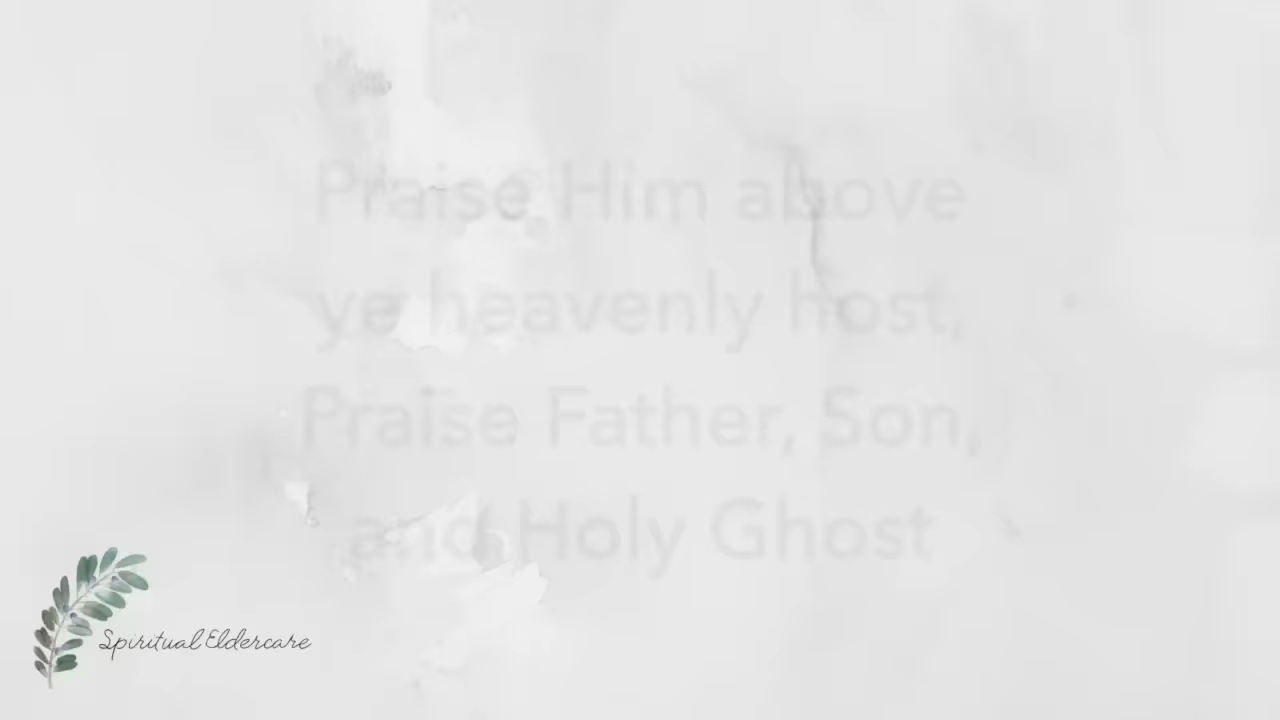 Praise Him above
ye heavenly host,
Praise Father, Son,
and Holy Ghost
Spiritual Eldercare